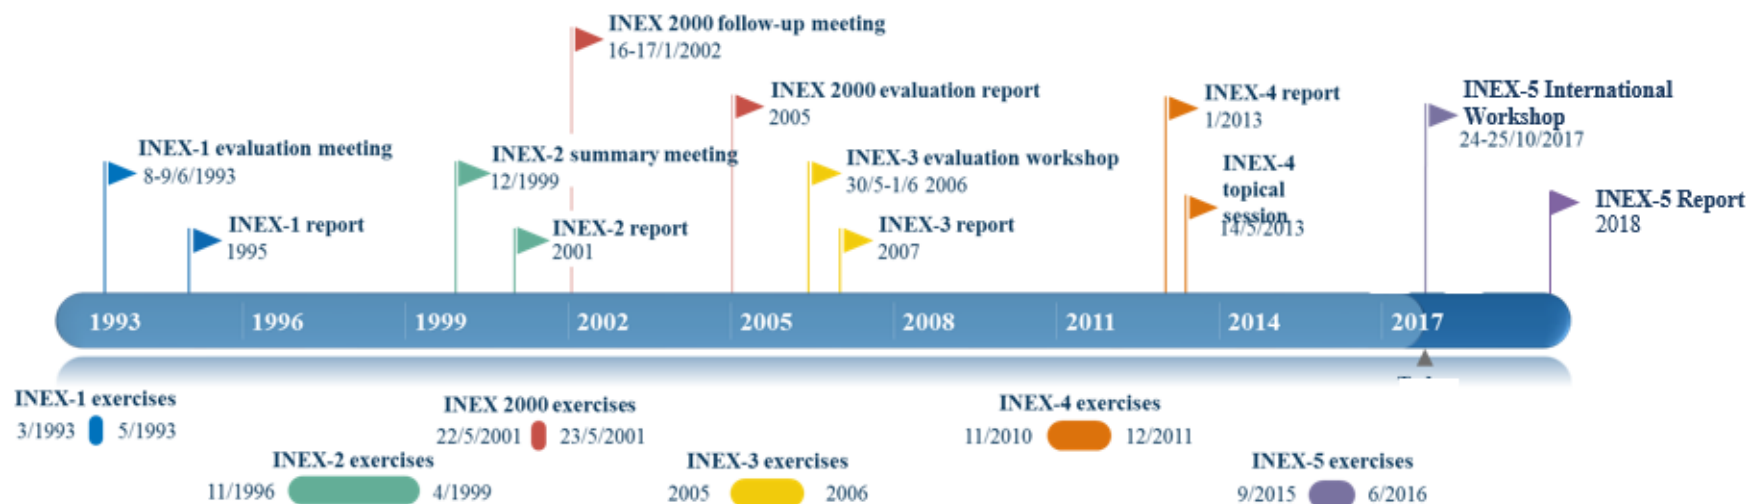 INEX 2000 follow-up meeting
16-17/1/2002
INEX 2000 evaluation report
2005
INEX-4 report
1/2013
INEX-5 International
Workshop
24-25/10/2017
INEX-1 evaluation meeting
8-9/6/1993
INEX-2 summary meeting
12/1999
INEX-3 evaluation workshop
30/5-1/6 2006
INEX-4
topical
session
14/5/2013
INEX-5 Report
2018
INEX-1 report
1995
INEX-2 report
2001
INEX-3 report
2007
1993 1996 1999 2002 2005 2008 2011 2014 2017
INEX-1 exercises
3/1993 5/1993
INEX 2000 exercises
22/5/2001 23/5/2001
INEX-4 exercises
11/2010 12/2011
INEX-2 exercises
11/1996 4/1999
INEX-3 exercises
2005 2006
INEX-5 exercises
9/2015 6/2016